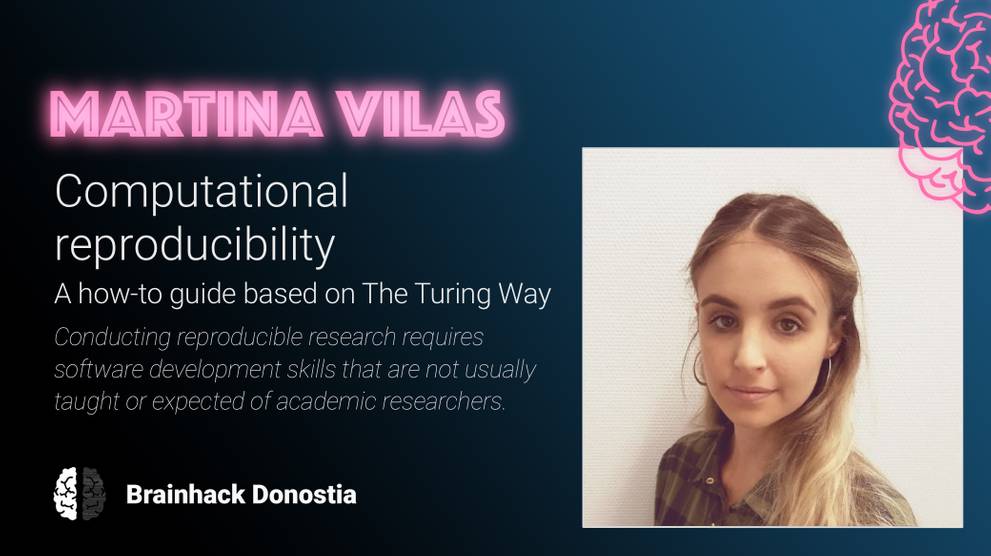 MARTINA VILAS
Computational
reproducibility
A how-to guide based on The Turing Way
Conducting reproducible research requires
software development skills that are not usually
taught or expected of academic researchers.
Brainhack Donostia